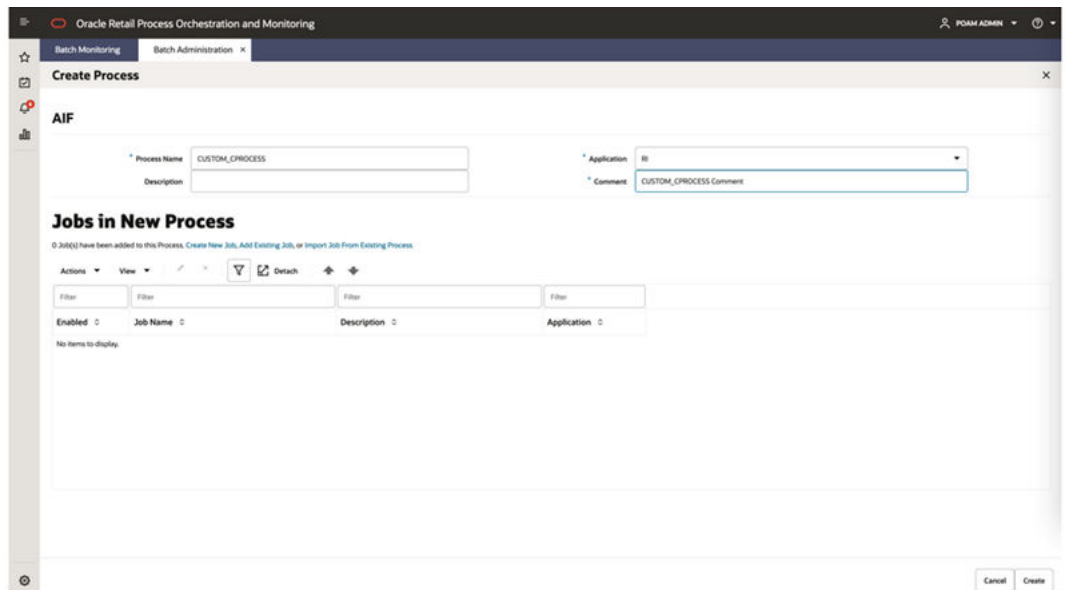 Oracle Retail Process Orchestration and Monitoring POAM ADMIN
Batch Monitoring Batch Administration
Create Process
AIF
* Process Name CUSTOM_CPROCESS * Application RI
Description * Comment CUSTOM_CPROCESS Comment
Jobs in New Process
0 Job(s) have been added to this Process. Create New Job, Add Existing Job, or Import Job From Existing Process.
Actions View Detach
Filter Filter Filter Filter
Enabled Job Name Description Application
No items to display.
Cancel Create